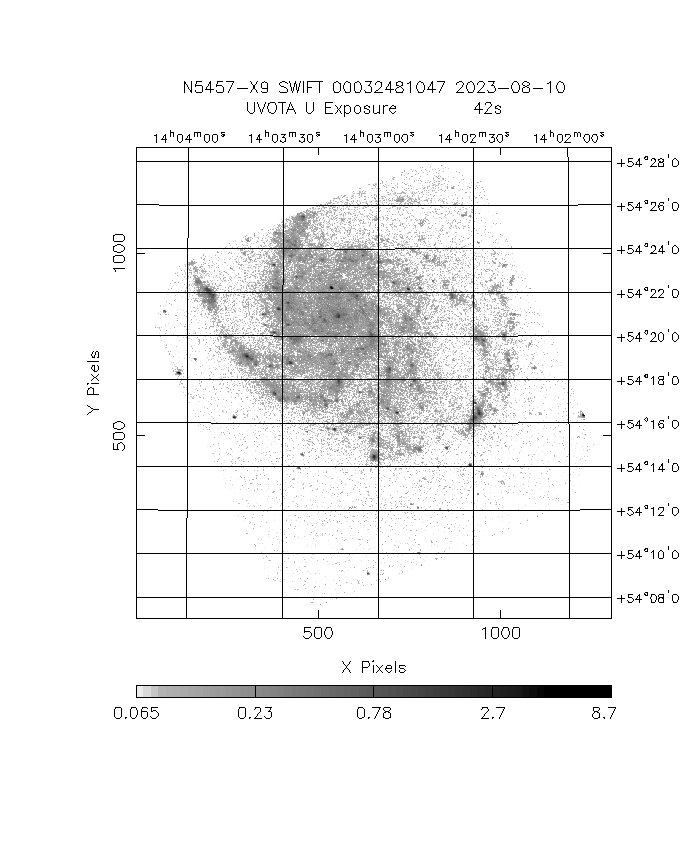 N5457-X9 SWIFT 00032481047 2023-08-10
UVOTA U Exposure 42s
14ʰ04ᵐ00ˢ 14ʰ03ᵐ30ˢ 14ʰ03ᵐ00ˢ 14ʰ02ᵐ30ˢ 14ʰ02ᵐ00ˢ
+54°28'0
+54°26'0
+54°24'0
1000
+54°22'0
+54°20'0
Y Pixels
+54°18'0
+54°16'0
500
+54°14'0
+54°12'0
+54°10'0
+54°08'0
500 1000
X Pixels
0.065 0.23 0.78 2.7 8.7